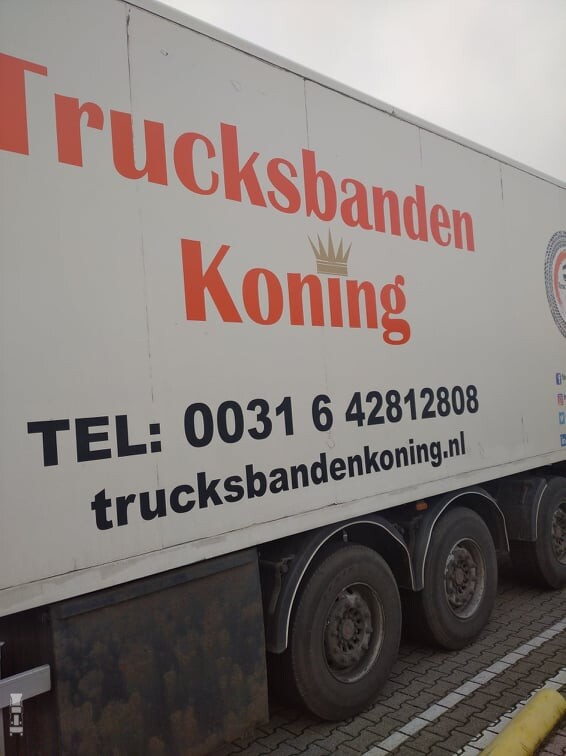 Trucksbanden
Koning
TEL: 0031 6 42812808
trucksbandenkoning.nl